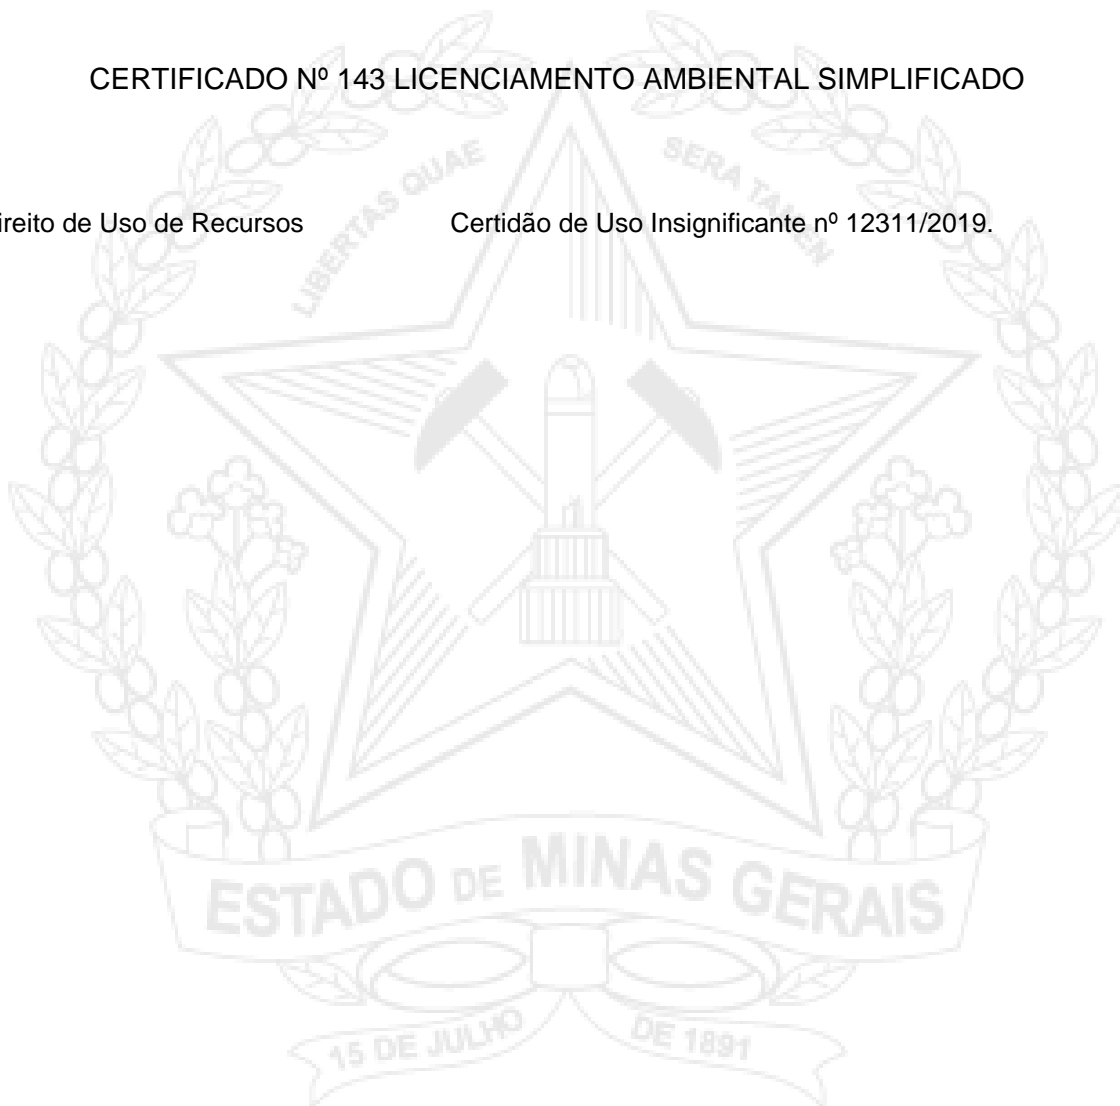 CERTIFICADO Nº 143 LICENCIAMENTO AMBIENTAL SIMPLIFICADO
LIBERTAS QUAE SERA TAMEN
ireito de Uso de Recursos Certidão de Uso Insignificante nº 12311/2019.
ESTADO DE MINAS GERAIS
15 DE JULHO DE 1891